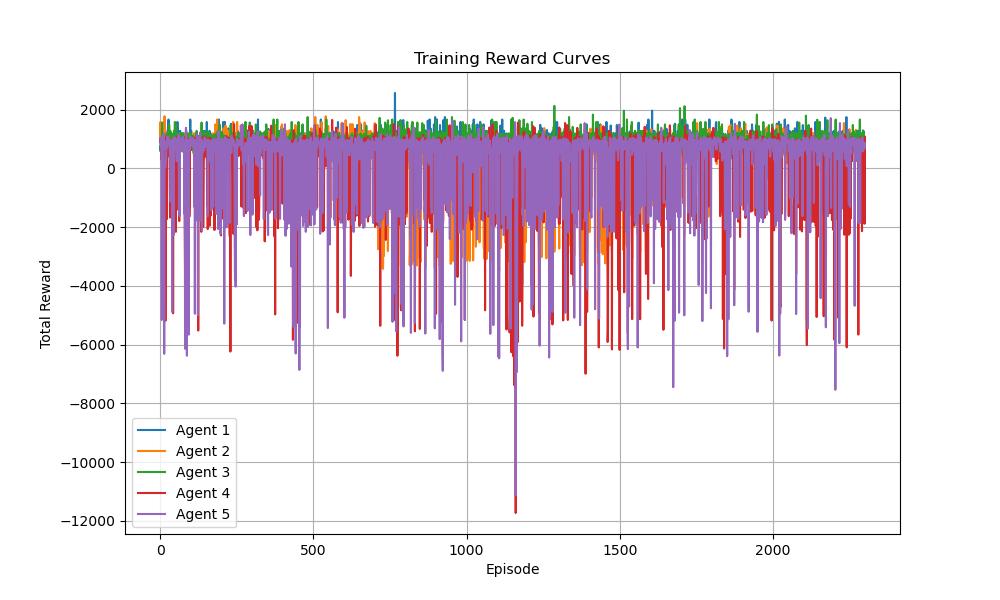 Training Reward Curves
Total Reward
2000
0
−2000
−4000
−6000
−8000
−10000
−12000
Agent 1
Agent 2
Agent 3
Agent 4
Agent 5
0 500 1000 1500 2000
Episode